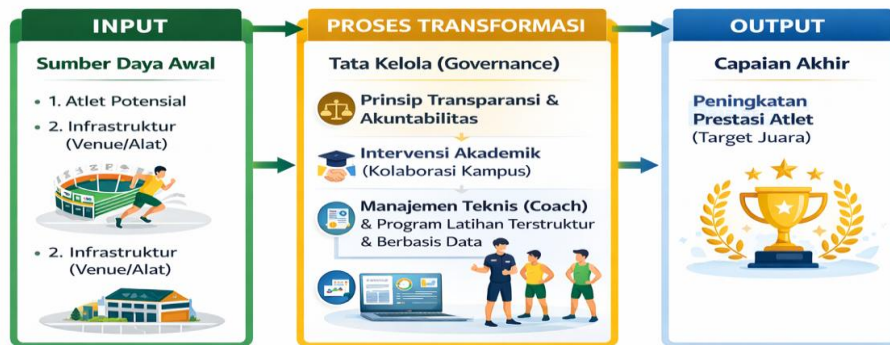 INPUT
Sumber Daya Awal
• 1. Atlet Potensial
• 2. Infrastruktur
(Venue/Alat)
• 2. Infrastruktur
(Venue/Alat)
PROSES TRANSFORMASI
Tata Kelola (Governance)
Prinsip Transparansi &
Akuntabilitas
Intervensi Akademik
(Kolaborasi Kampus)
Manajemen Teknis (Coach)
& Program Latihan Terstruktur
& Berbasis Data
OUTPUT
Capaian Akhir
Peningkatan
Prestasi Atlet
(Target Juara)